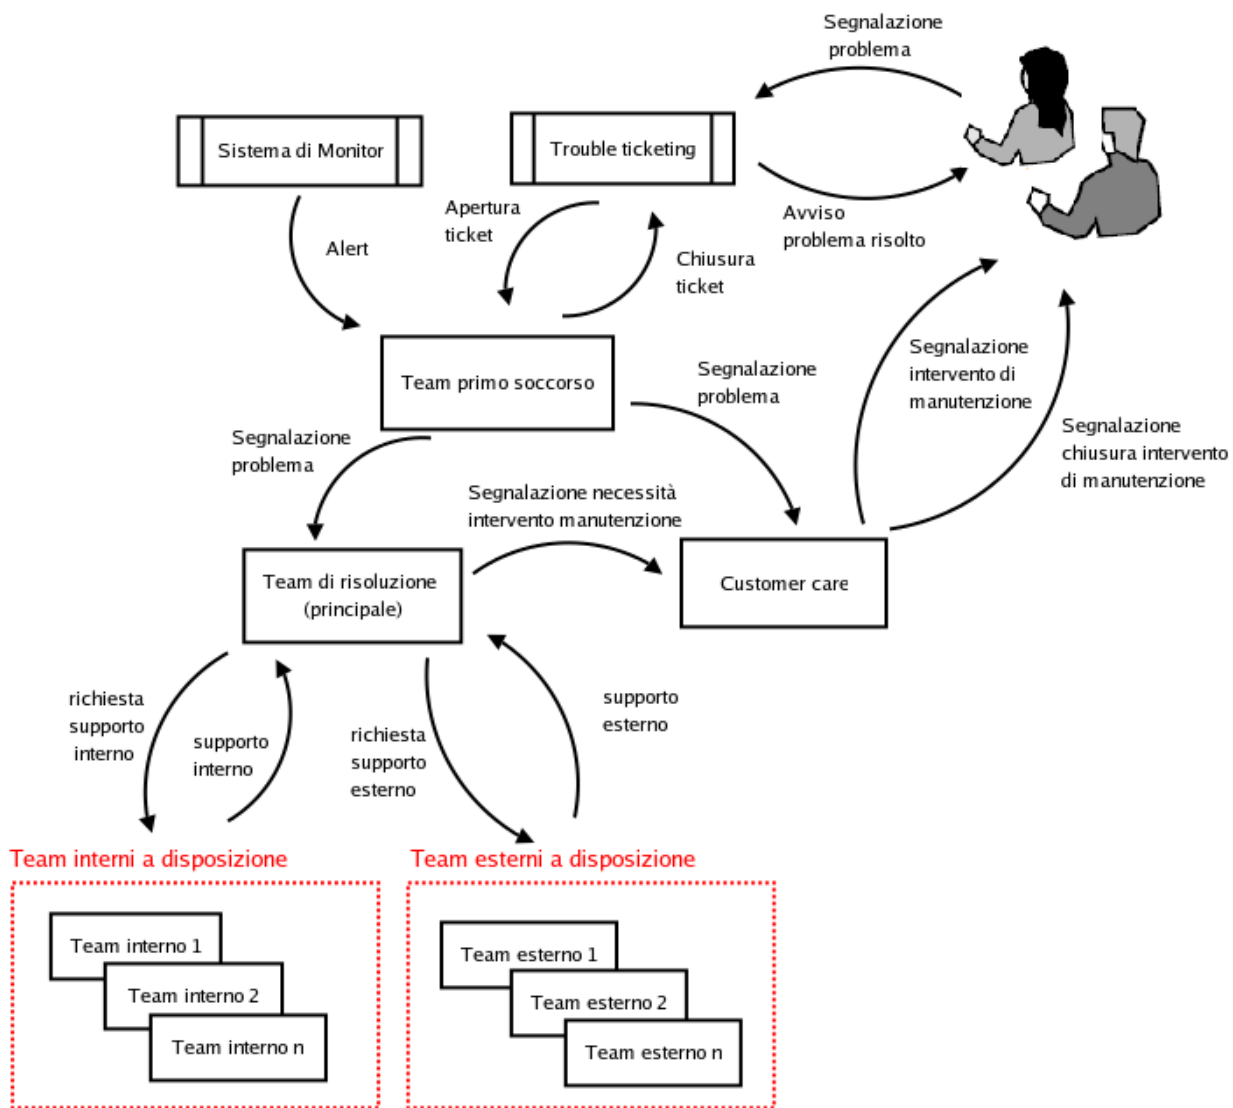 Segnalazione
problema
Sistema di Monitor
Trouble ticketing
Apertura
ticket
Avviso
problema risolto
Alert
Chiusura
ticket
Team primo soccorso
Segnalazione
problema
Segnalazione
intervento di
manutenzione
Segnalazione
problema
Segnalazione
chiusura intervento
di manutenzione
Segnalazione necessità
intervento manutenzione
Team di risoluzione
(principale)
Customer care
richiesta
supporto
interno
supporto
interno
richiesta
supporto
esterno
supporto
esterno
Team interni a disposizione
Team esterni a disposizione
Team interno 1
Team interno 2
Team interno n
Team esterno 1
Team esterno 2
Team esterno n